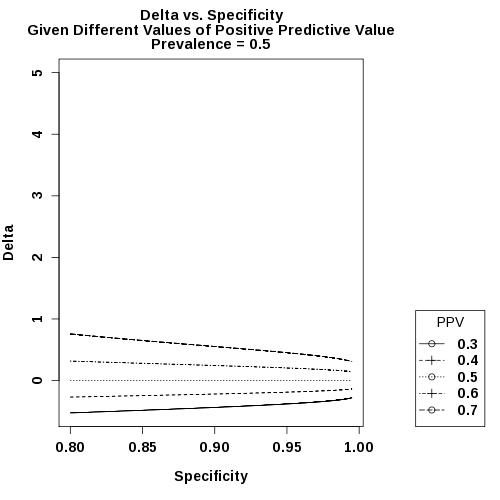 Delta vs. Specificity
Given Different Values of Positive Predictive Value
Prevalence = 0.5
5
4
3
2
1
0
Delta
0.80 0.85 0.90 0.95 1.00
Specificity
PPV
0.3
0.4
0.5
0.6
0.7